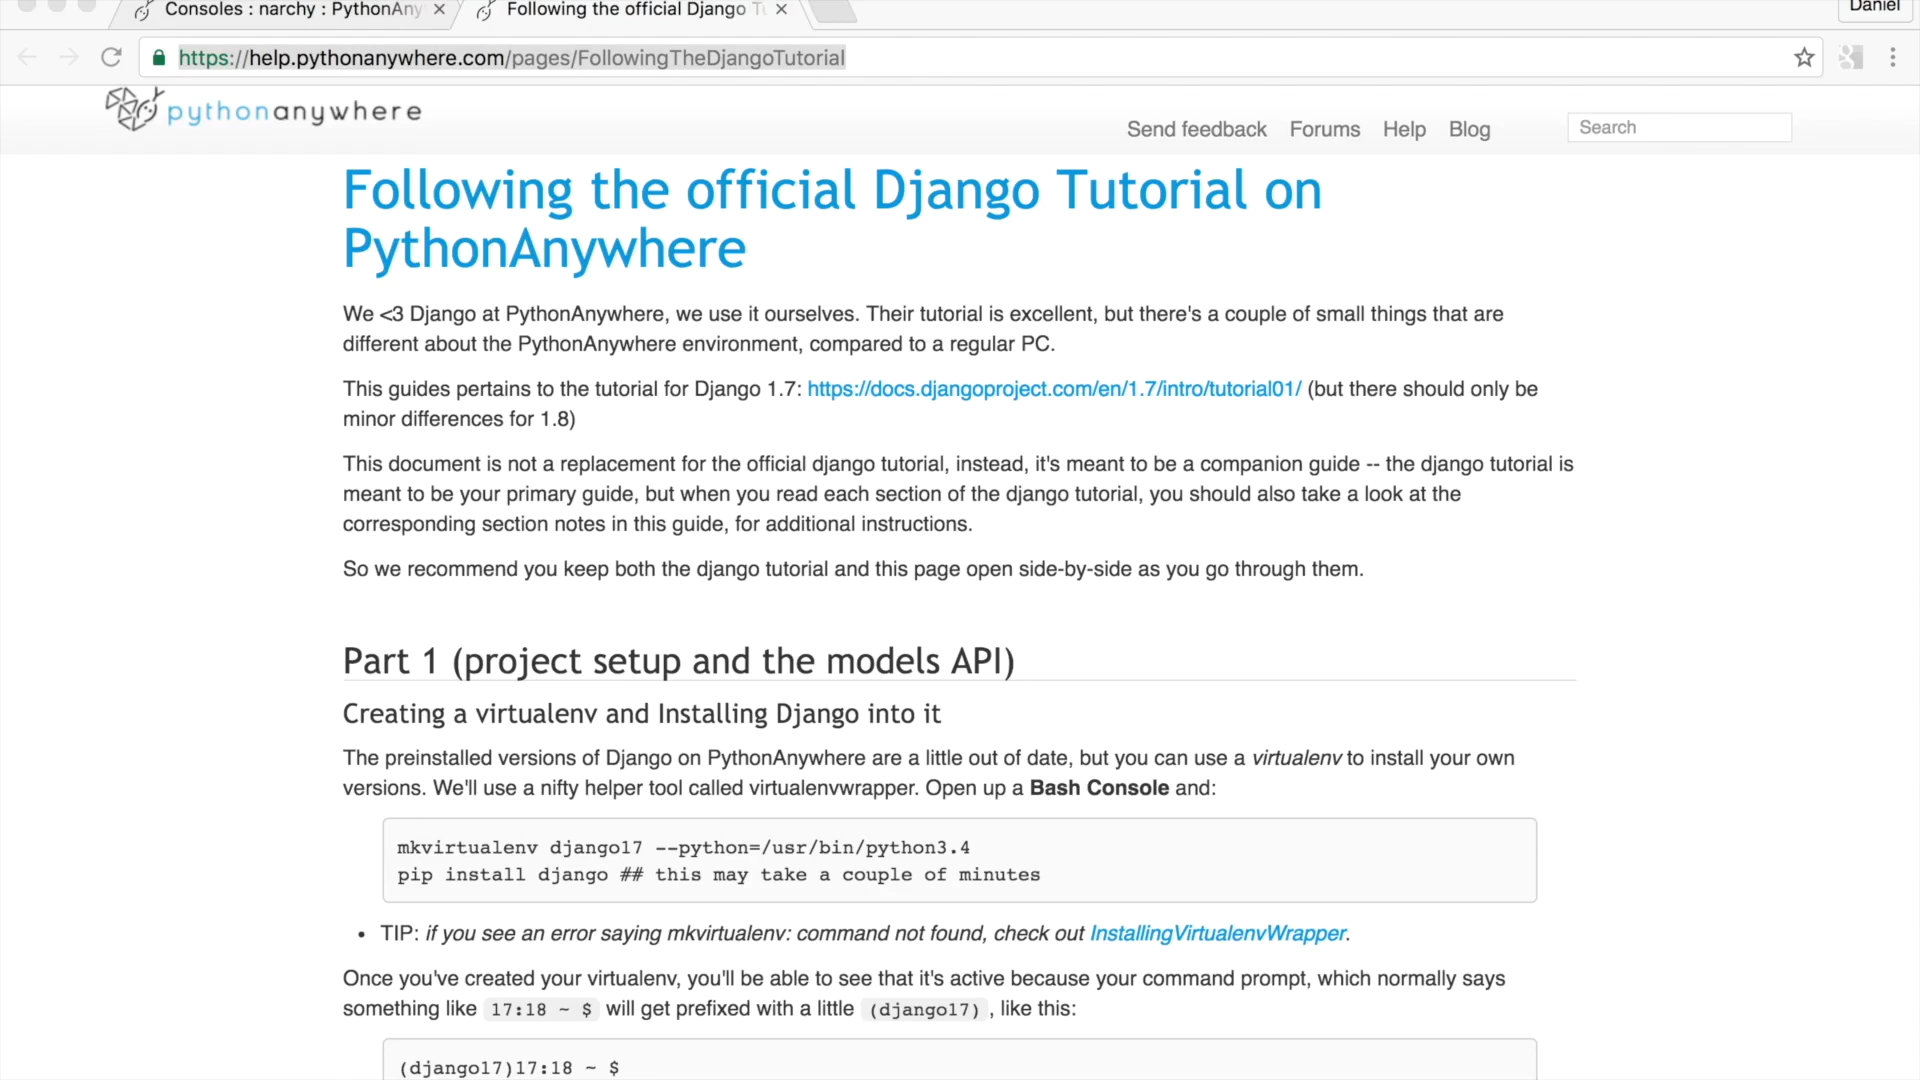 Consoles : narchy : PythonAny
Following the official Django Tu
Daniel
https://help.pythonanywhere.com/pages/FollowingTheDjangoTutorial
pythonanywhere
Send feedback Forums Help Blog Search
Following the official Django Tutorial on
PythonAnywhere
We <3 Django at PythonAnywhere, we use it ourselves. Their tutorial is excellent, but there's a couple of small things that are
different about the PythonAnywhere environment, compared to a regular PC.
This guides pertains to the tutorial for Django 1.7: https://docs.djangoproject.com/en/1.7/intro/tutorial01/ (but there should only be
minor differences for 1.8)
This document is not a replacement for the official django tutorial, instead, it's meant to be a companion guide -- the django tutorial is
meant to be your primary guide, but when you read each section of the django tutorial, you should also take a look at the
corresponding section notes in this guide, for additional instructions.
So we recommend you keep both the django tutorial and this page open side-by-side as you go through them.
Part 1 (project setup and the models API)
Creating a virtualenv and Installing Django into it
The preinstalled versions of Django on PythonAnywhere are a little out of date, but you can use a virtualenv to install your own
versions. We'll use a nifty helper tool called virtualenvwrapper. Open up a Bash Console and:
mkvirtualenv django17 --python=/usr/bin/python3.4
pip install django ## this may take a couple of minutes
• TIP: if you see an error saying mkvirtualenv: command not found, check out InstallingVirtualenvWrapper.
Once you've created your virtualenv, you'll be able to see that it's active because your command prompt, which normally says
something like 17:18 ~ $ will get prefixed with a little (django17) , like this:
(django17)17:18 ~ $